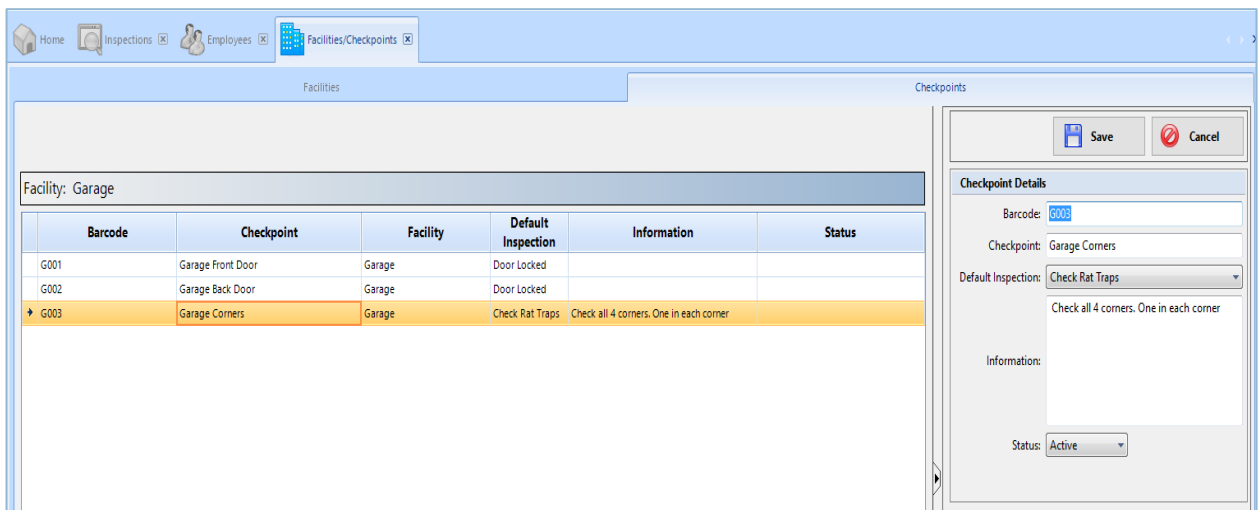 Home Inspections Employees Facilities/Checkpoints
Facilities Checkpoints
Save Cancel
Facility: Garage
Barcode Checkpoint Facility Default Inspection Information Status
G001 Garage Front Door Garage Door Locked
G002 Garage Back Door Garage Door Locked
G003 Garage Corners Garage Check Rat Traps Check all 4 corners. One in each corner
Checkpoint Details
Barcode: G003
Checkpoint: Garage Corners
Default Inspection: Check Rat Traps
Information: Check all 4 corners. One in each corner
Status: Active